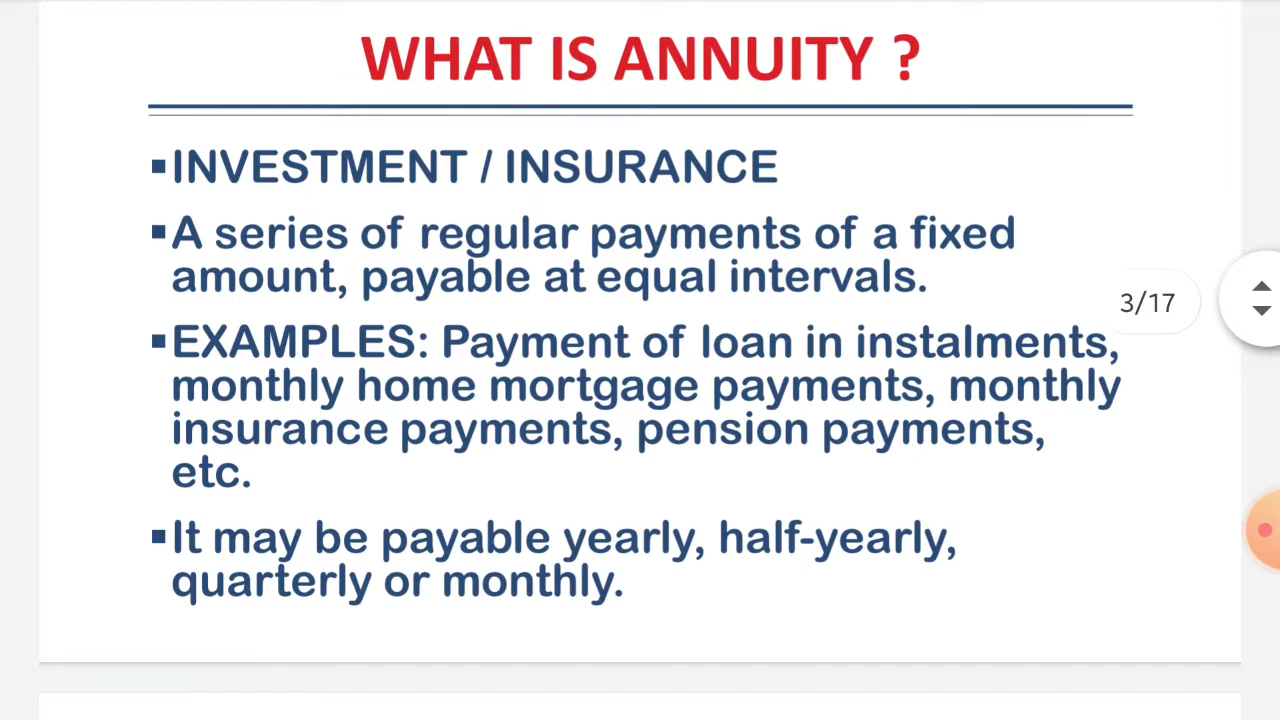 WHAT IS ANNUITY ?
▪INVESTMENT / INSURANCE
▪A series of regular payments of a fixed
amount, payable at equal intervals.
3/17
▪EXAMPLES: Payment of loan in instalments,
monthly home mortgage payments, monthly
insurance payments, pension payments,
etc.
▪It may be payable yearly, half-yearly,
quarterly or monthly.